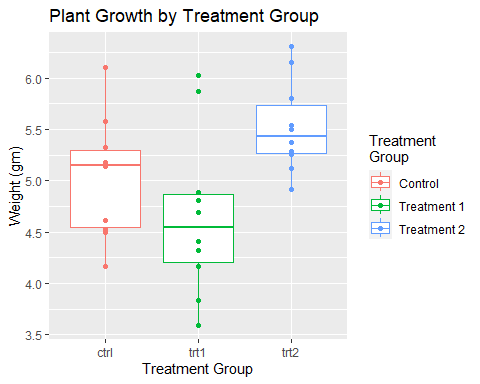 Plant Growth by Treatment Group
Weight (gm)
6.0
5.5
5.0
4.5
4.0
3.5
ctrl
trt1
trt2
Treatment Group
Treatment
Group
Control
Treatment 1
Treatment 2